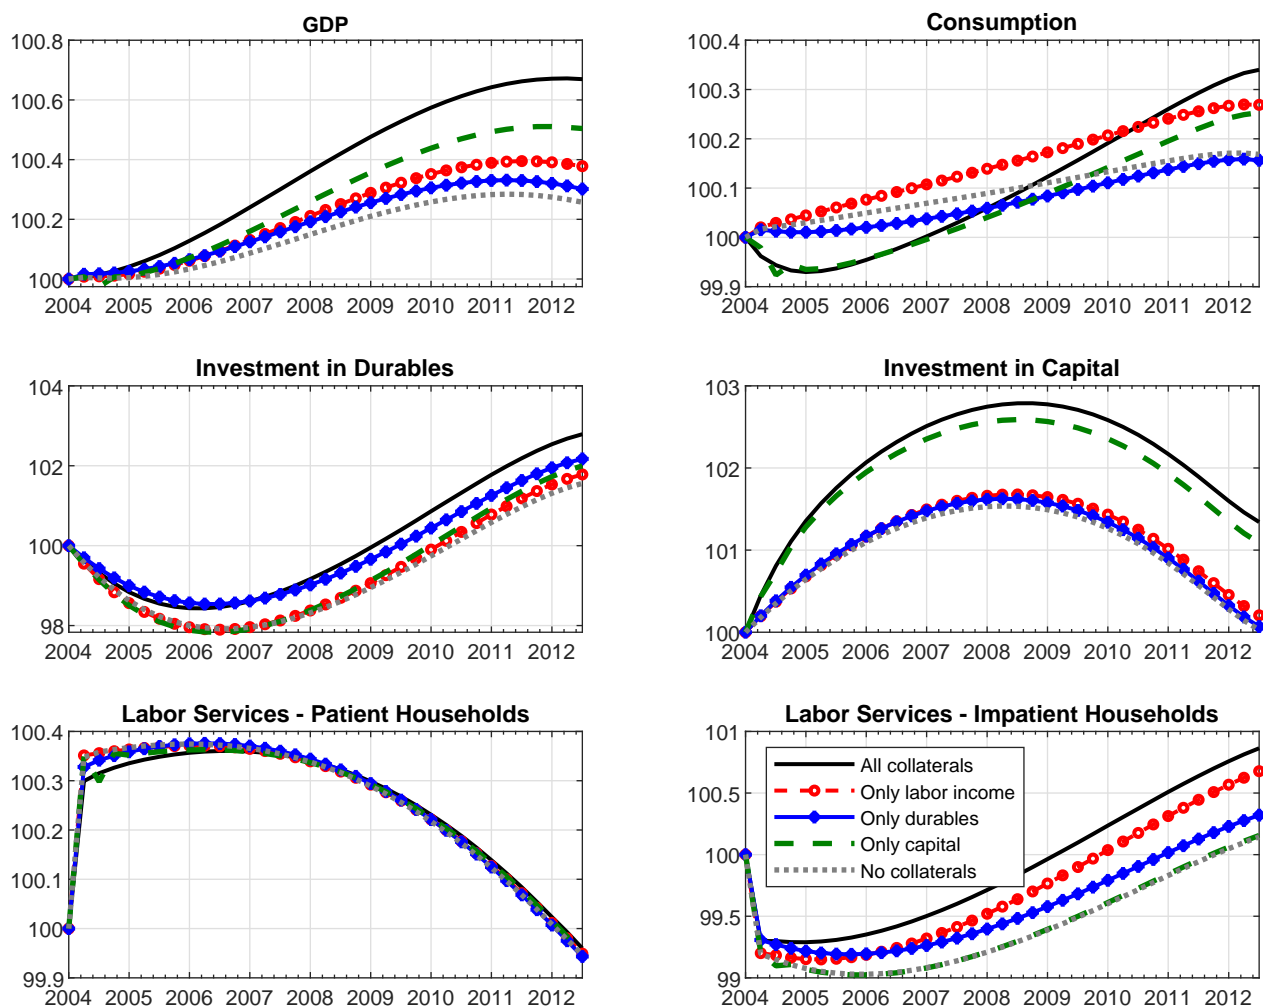 GDP
100.8
100.6
100.4
100.2
100
2004 2005 2006 2007 2008 2009 2010 2011 2012
Consumption
100.4
100.3
100.2
100.1
100
99.9
2004 2005 2006 2007 2008 2009 2010 2011 2012
Investment in Durables
104
102
100
98
2004 2005 2006 2007 2008 2009 2010 2011 2012
Investment in Capital
103
102
101
100
2004 2005 2006 2007 2008 2009 2010 2011 2012
Labor Services - Patient Households
100.4
100.3
100.2
100.1
100
99.9
2004 2005 2006 2007 2008 2009 2010 2011 2012
Labor Services - Impatient Households
101
100.5
100
99.5
99
All collaterals
Only labor income
Only durables
Only capital
No collaterals
2004 2005 2006 2007 2008 2009 2010 2011 2012